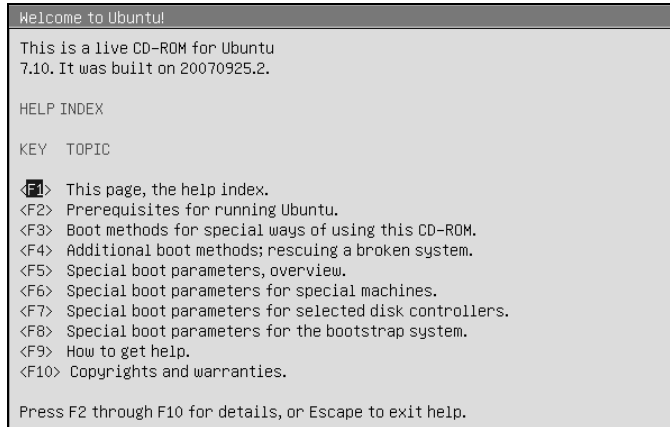 Welcome to Ubuntu!
This is a live CD-ROM for Ubuntu
7.10. It was built on 20070925.2.
HELP INDEX
KEY TOPIC
<F1> This page, the help index.
<F2> Prerequisites for running Ubuntu.
<F3> Boot methods for special ways of using this CD-ROM.
<F4> Additional boot methods; rescuing a broken system.
<F5> Special boot parameters, overview.
<F6> Special boot parameters for special machines.
<F7> Special boot parameters for selected disk controllers.
<F8> Special boot parameters for the bootstrap system.
<F9> How to get help.
<F10> Copyrights and warranties.
Press F2 through F10 for details, or Escape to exit help.